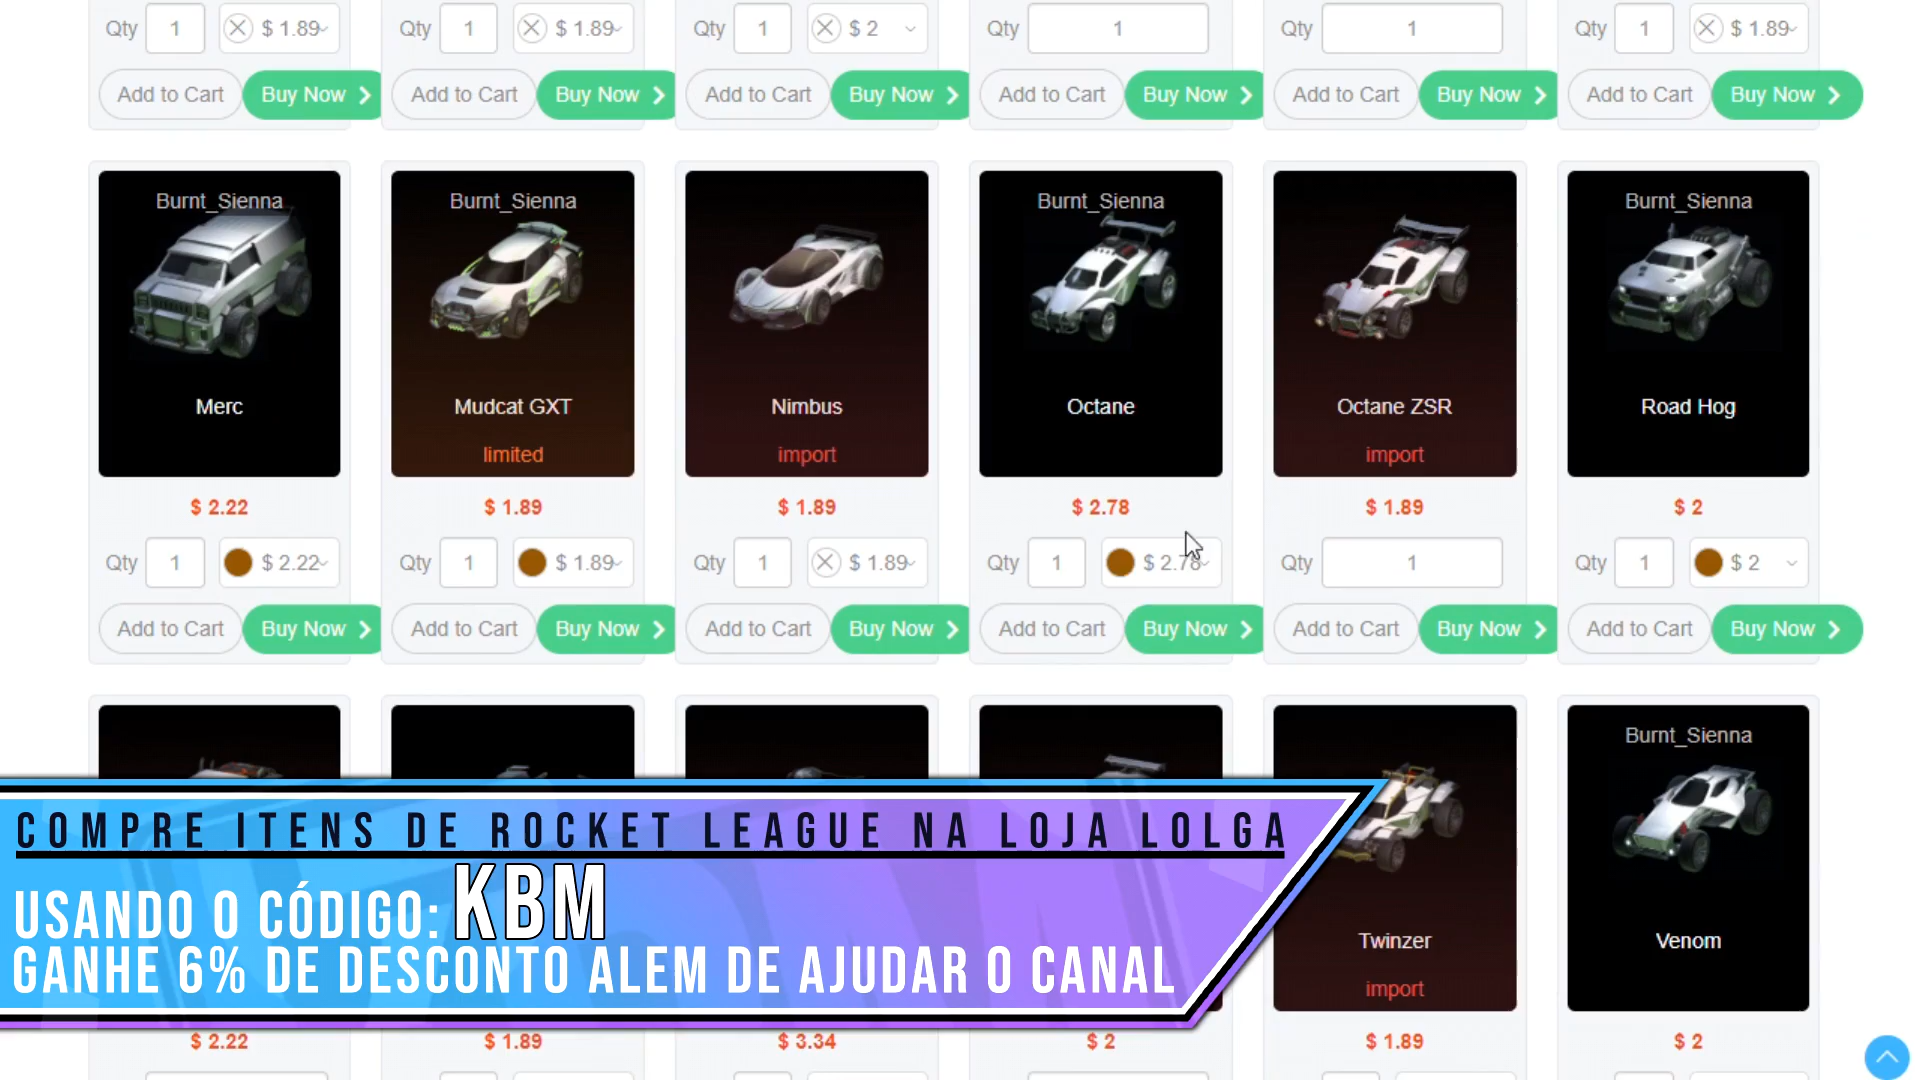 Qty 1 $ 1.89 Qty 1 $ 1.89 Qty 1 $ 2 Qty 1 Qty 1 Qty 1 $ 1.89
Add to Cart Buy Now Add to Cart Buy Now Add to Cart Buy Now Add to Cart Buy Now Add to Cart Buy Now Add to Cart Buy Now
Burnt_Sienna Burnt_Sienna Burnt_Sienna Burnt_Sienna
Merc Mudcat GXT Nimbus Octane Octane ZSR Road Hog
limited import import
$ 2.22 $ 1.89 $ 1.89 $ 2.78 $ 1.89 $ 2
Qty 1 $ 2.22 Qty 1 $ 1.89 Qty 1 $ 1.89 Qty 1 $ 2.78 Qty 1 Qty 1 $ 2
Add to Cart Buy Now Add to Cart Buy Now Add to Cart Buy Now Add to Cart Buy Now Add to Cart Buy Now Add to Cart Buy Now
Burnt_Sienna
COMPRE ITENS DE ROCKET LEAGUE NA LOJA LOLGA
USANDO O CÓDIGO: KBM
GANHE 6% DE DESCONTO ALEM DE AJUDAR O CANAL
Twinzer Venom
import
$ 2.22 $ 1.89 $ 3.34 $ 2 $ 1.89 $ 2